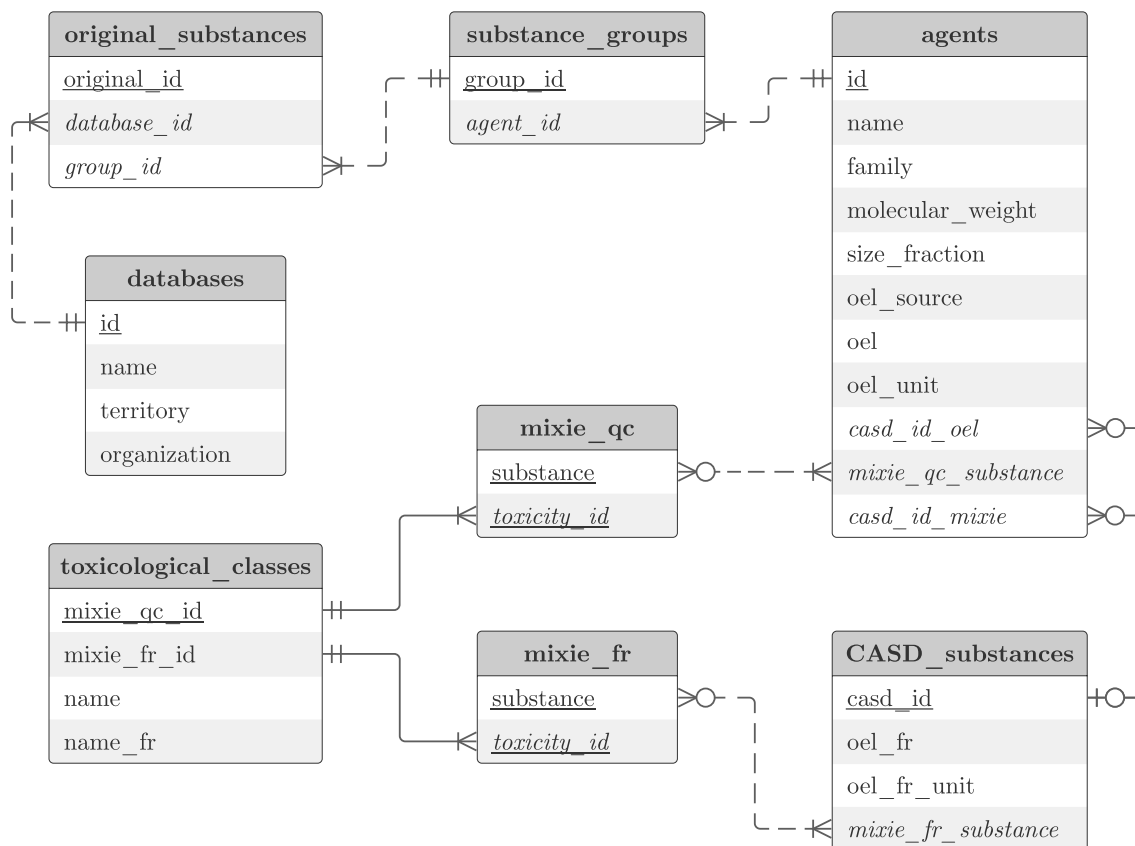 original_substances
original_id
database_id
group_id
substance_groups
group_id
agent_id
agents
id
name
family
molecular_weight
size_fraction
oel_source
oel
oel_unit
casd_id_oel
mixie_qc_substance
casd_id_mixie
databases
id
name
territory
organization
mixie_qc
substance
toxicity_id
toxicological_classes
mixie_qc_id
mixie_fr_id
name
name_fr
mixie_fr
substance
toxicity_id
CASD_substances
casd_id
oel_fr
oel_fr_unit
mixie_fr_substance